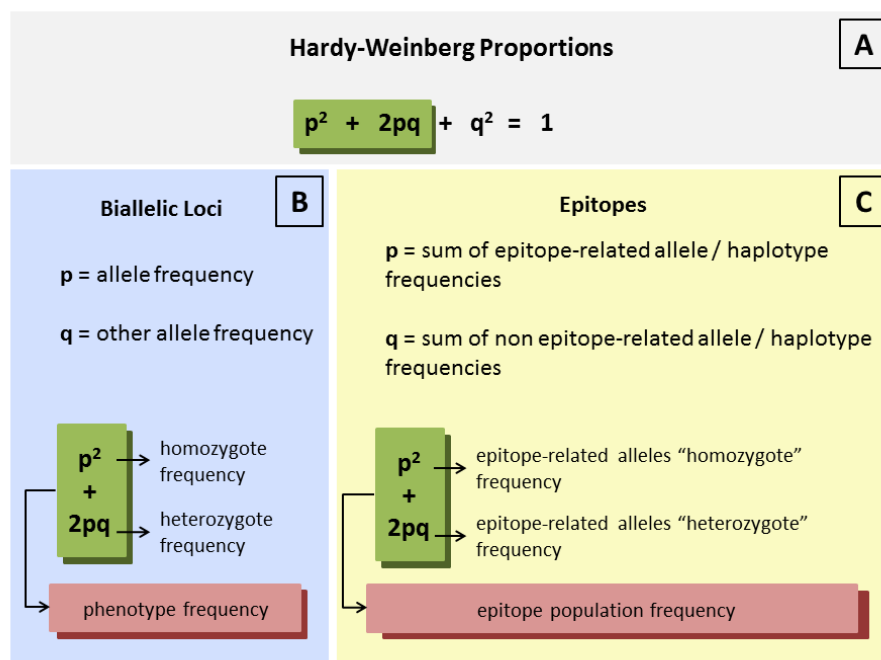 Hardy-Weinberg Proportions
A
p² + 2pq + q² = 1
Biallelic Loci
B
p = allele frequency
q = other allele frequency
p²
+
2pq
homozygote
frequency
heterozygote
frequency
phenotype frequency
Epitopes
C
p = sum of epitope-related allele / haplotype
frequencies
q = sum of non epitope-related allele / haplotype
frequencies
p²
+
2pq
epitope-related alleles “homozygote”
frequency
epitope-related alleles “heterozygote”
frequency
epitope population frequency